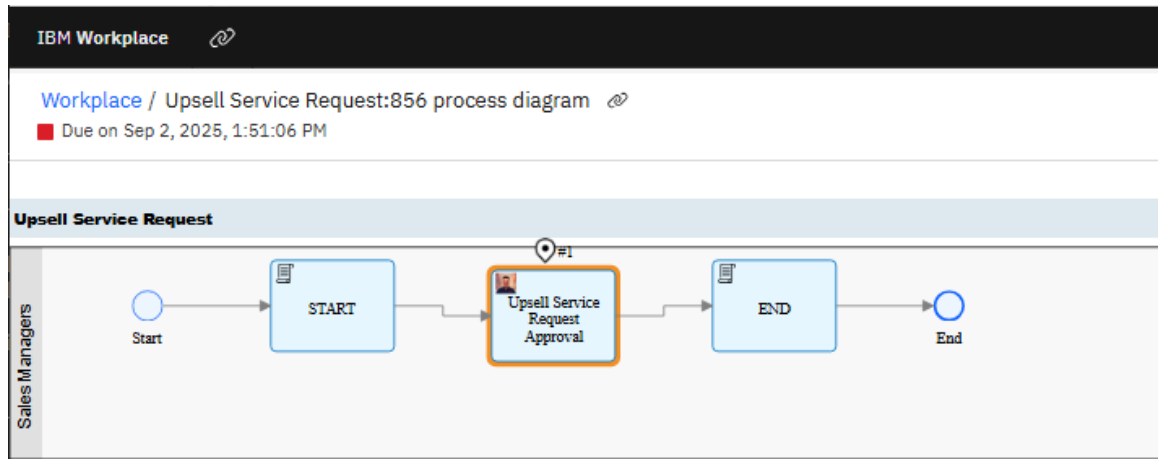 IBM Workplace
Workplace / Upsell Service Request:856 process diagram
Due on Sep 2, 2025, 1:51:06 PM
Upsell Service Request
Sales Managers
#1
Start
START
Upsell Service
Request
Approval
END
End